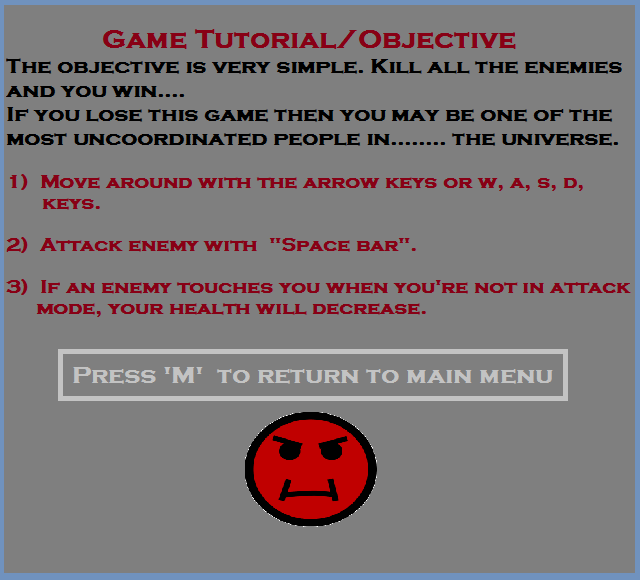 Game Tutorial/Objective
The objective is very simple. Kill all the enemies
and you win....
If you lose this game then you may be one of the
most uncoordinated people in........ the universe.
1) Move around with the arrow keys or w, a, s, d,
keys.
2) Attack enemy with "Space bar".
3) If an enemy touches you when you're not in attack
mode, your health will decrease.
Press 'M' to return to main menu